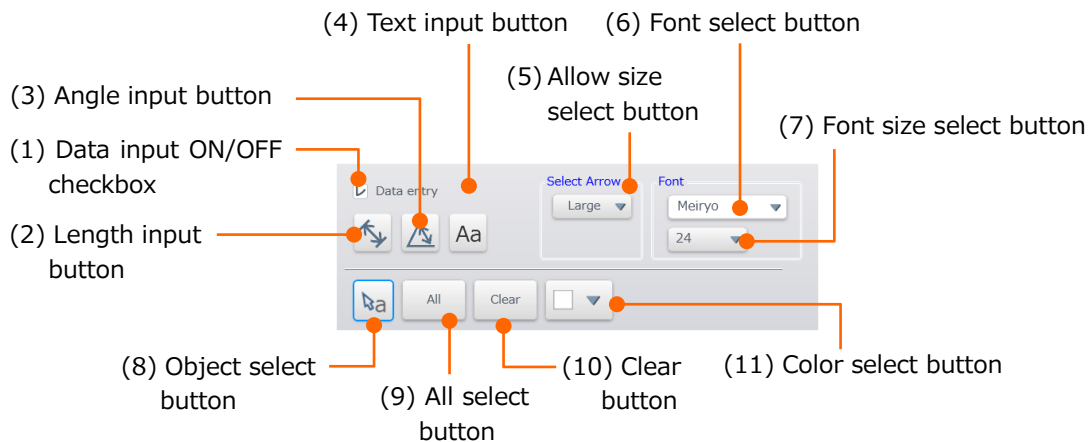 (4) Text input button
(6) Font select button
(3) Angle input button
(5) Allow size
select button
(7) Font size select button
(1) Data input ON/OFF
checkbox
(2) Length input
button
Data entry
Select Arrow
Font
Large
Meiryo
Aa
24
a
All
Clear
(8) Object select
button
(9) All select
button
(10) Clear
button
(11) Color select button